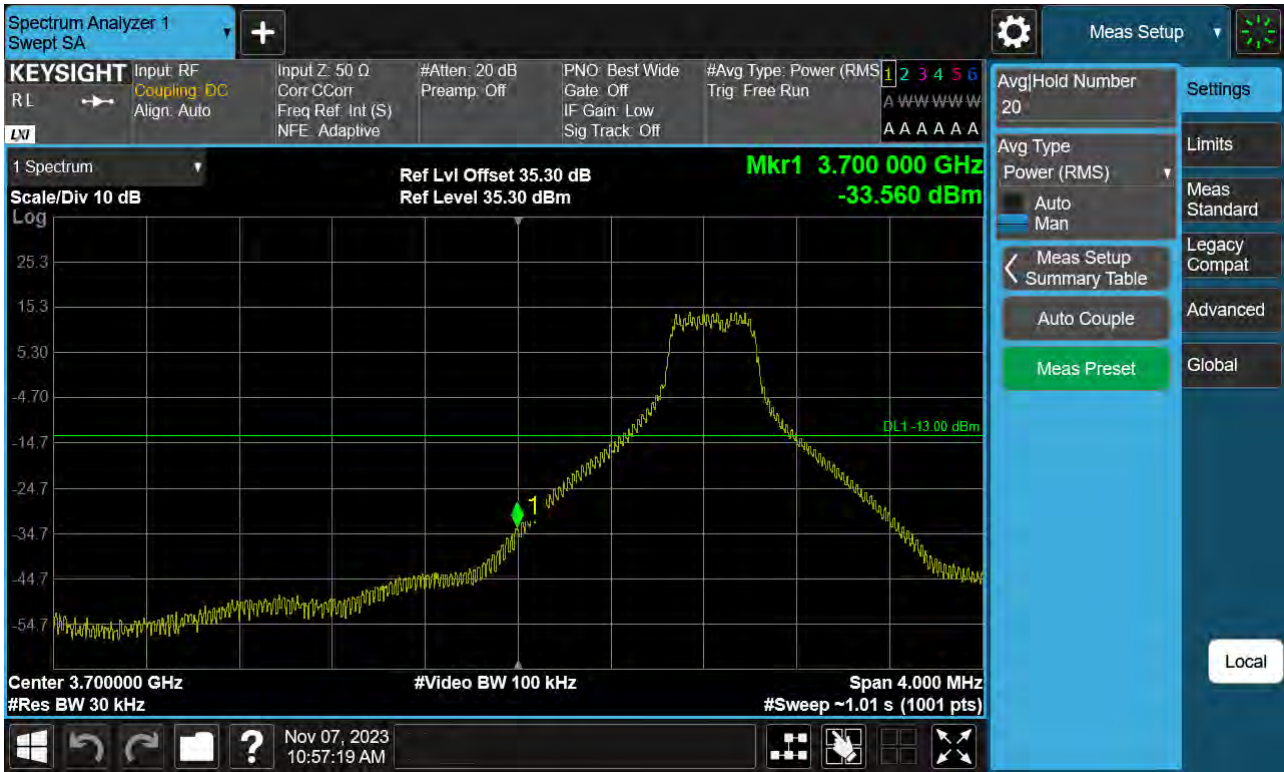 Spectrum Analyzer 1
Swept SA
+
Meas Setup
KEYSIGHT
RL
LXI
Input: RF
Coupling: DC
Align: Auto
Input Z: 50 Ω
Corr CCorr
Freq Ref: Int (S)
NFE: Adaptive
#Atten: 20 dB
Preamp: Off
PNO: Best Wide
Gate: Off
IF Gain: Low
Sig Track: Off
#Avg Type: Power (RMS
Trig: Free Run
1 2 3 4 5 6
A W W W W W
A A A A A A
1 Spectrum
Scale/Div 10 dB
Log
Ref Lvl Offset 35.30 dB
Ref Level 35.30 dBm
Mkr1 3.700 000 GHz
-33.560 dBm
25.3
15.3
5.30
-4.70
-14.7
-24.7
-34.7
-44.7
-54.7
DL1 -13.00 dBm
1
Center 3.700000 GHz
#Res BW 30 kHz
#Video BW 100 kHz
Span 4.000 MHz
#Sweep ~1.01 s (1001 pts)
Avg|Hold Number
20
Avg Type
Power (RMS)
Auto
Man
Meas Setup
Summary Table
Auto Couple
Meas Preset
Settings
Limits
Meas
Standard
Legacy
Compat
Advanced
Global
Local
?
Nov 07, 2023
10:57:19 AM